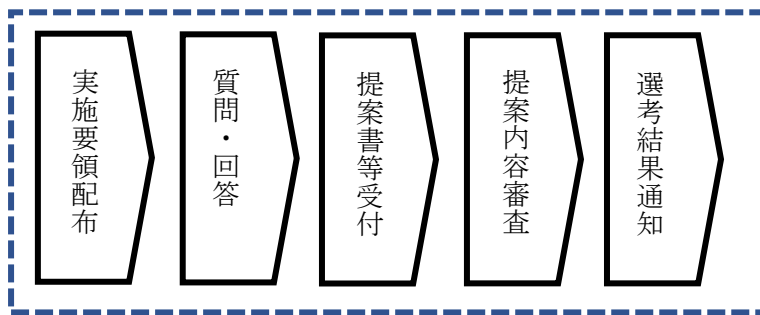 実施要領配布
質問・回答
提案書等受付
提案内容審査
選考結果通知